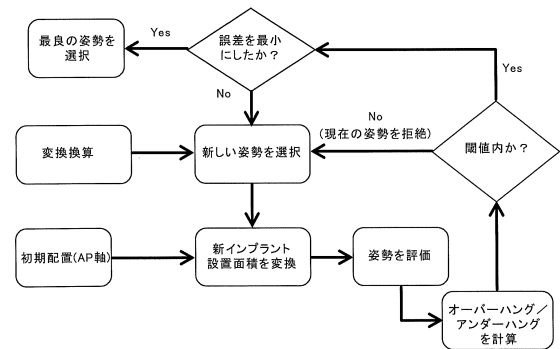 最良の姿勢を
選択
Yes
誤差を最小
にしたか？
Yes
No
No
(現在の姿勢を拒絶)
変換換算
新しい姿勢を選択
閾値内か？
初期配置(AP軸)
新インプラント
設置面積を変換
姿勢を評価
オーバーハング／
アンダーハング
を計算